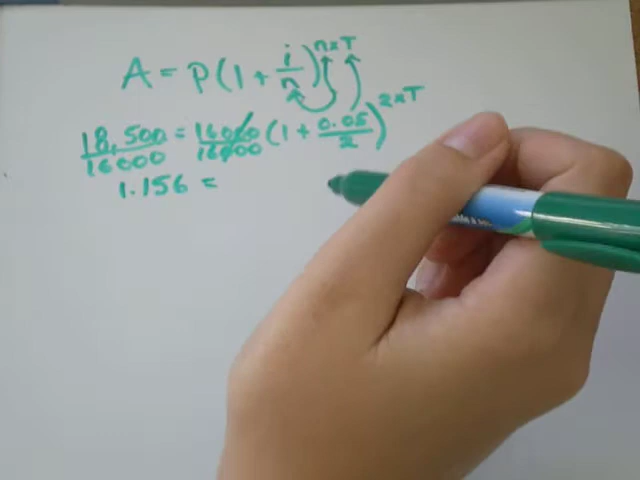 A = P(1 + i/n)^n×T
18,500/16000 = 16000/16000 (1 + 0.05/2)^2×T
1.156 =